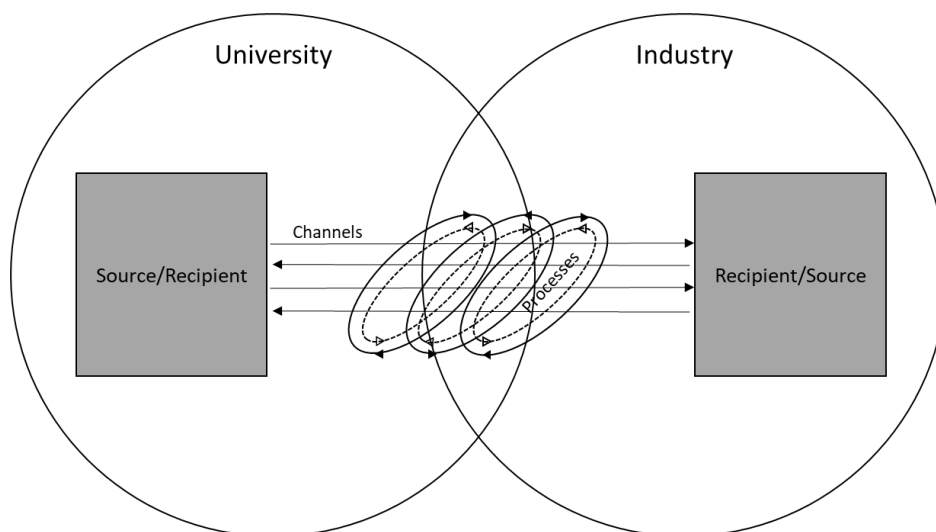 University
Industry
Channels
Source/Recipient
Processes
Recipient/Source